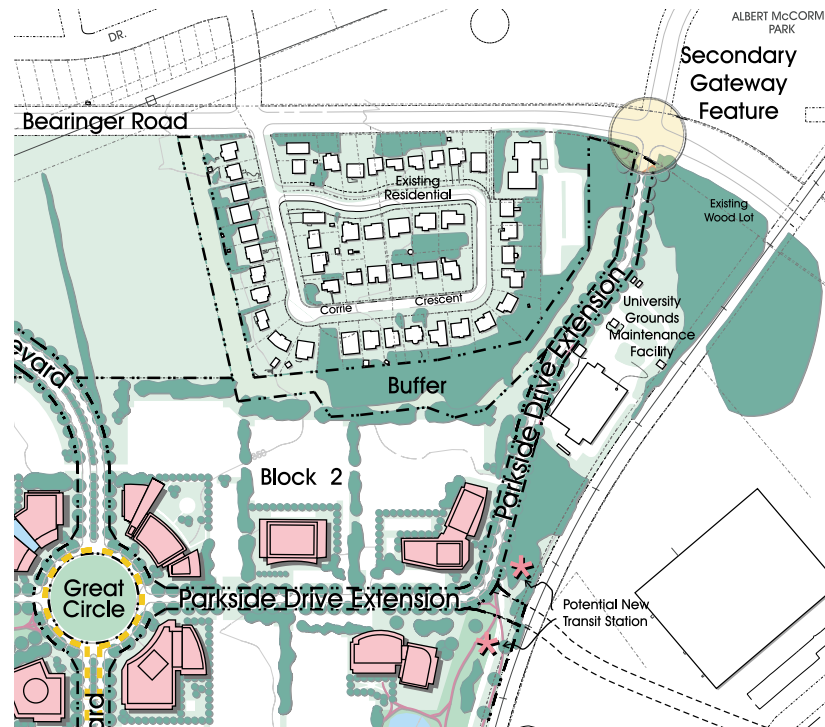 DR.
ALBERT McCORM
PARK
Secondary
Gateway
Feature
Bearinger Road
Existing
Residential
Existing
Wood Lot
Corrie
Crescent
University
Grounds
Maintenance
Facility
Parkside Drive Extension
evard
Buffer
Block 2
Great
Circle
Parkside Drive Extension
Potential New
Transit Station
ard